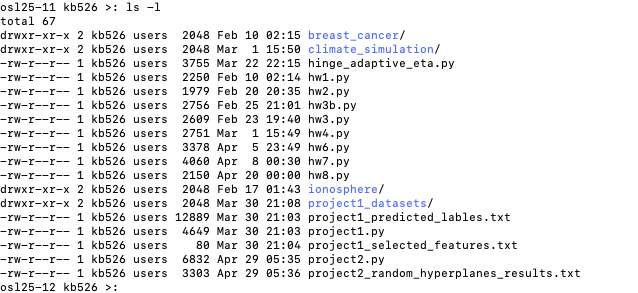 osl25-11 kb526 >: ls -l
total 67
drwxr-xr-x 2 kb526 users  2048 Feb 10 02:15 breast_cancer/
drwxr-xr-x 2 kb526 users  2048 Mar  1 15:50 climate_simulation/
-rw-r--r-- 1 kb526 users  3755 Mar 22 22:15 hinge_adaptive_eta.py
-rw-r--r-- 1 kb526 users  2250 Feb 10 02:14 hw1.py
-rw-r--r-- 1 kb526 users  1979 Feb 20 20:35 hw2.py
-rw-r--r-- 1 kb526 users  2756 Feb 25 21:01 hw3b.py
-rw-r--r-- 1 kb526 users  2609 Feb 23 19:40 hw3.py
-rw-r--r-- 1 kb526 users  2751 Mar  1 15:49 hw4.py
-rw-r--r-- 1 kb526 users  3378 Apr  5 23:49 hw6.py
-rw-r--r-- 1 kb526 users  4060 Apr  8 00:30 hw7.py
-rw-r--r-- 1 kb526 users  2150 Apr 20 00:00 hw8.py
drwxr-xr-x 2 kb526 users  2048 Feb 17 01:43 ionosphere/
drwxr-xr-x 2 kb526 users  2048 Mar 30 21:08 project1_datasets/
-rw-r--r-- 1 kb526 users 12889 Mar 30 21:03 project1_predicted_lables.txt
-rw-r--r-- 1 kb526 users  4649 Mar 30 21:03 project1.py
-rw-r--r-- 1 kb526 users    80 Mar 30 21:04 project1_selected_features.txt
-rw-r--r-- 1 kb526 users  6832 Apr 29 05:35 project2.py
-rw-r--r-- 1 kb526 users  3303 Apr 29 05:36 project2_random_hyperplanes_results.txt
osl25-12 kb526 >: